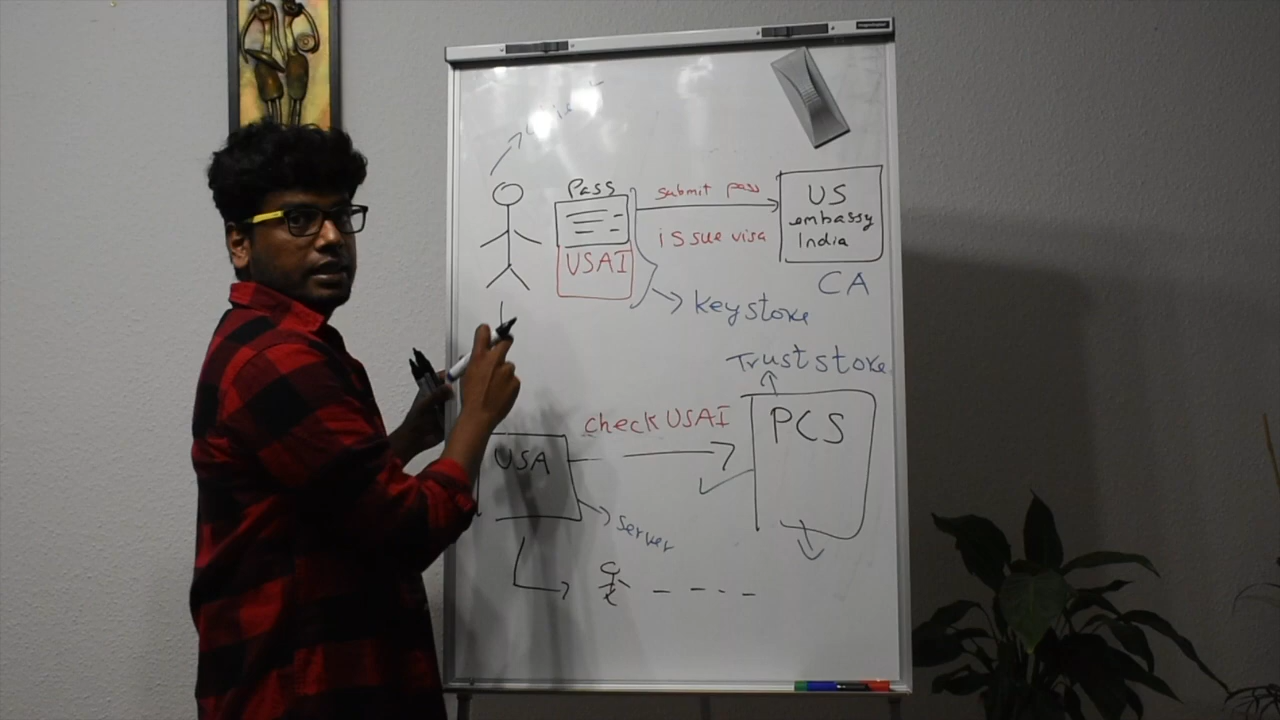 Pass
submit pass
US
embassy
India
issue visa
USAI
CA
keystore
Truststore
check USAI
PCS
USA
server